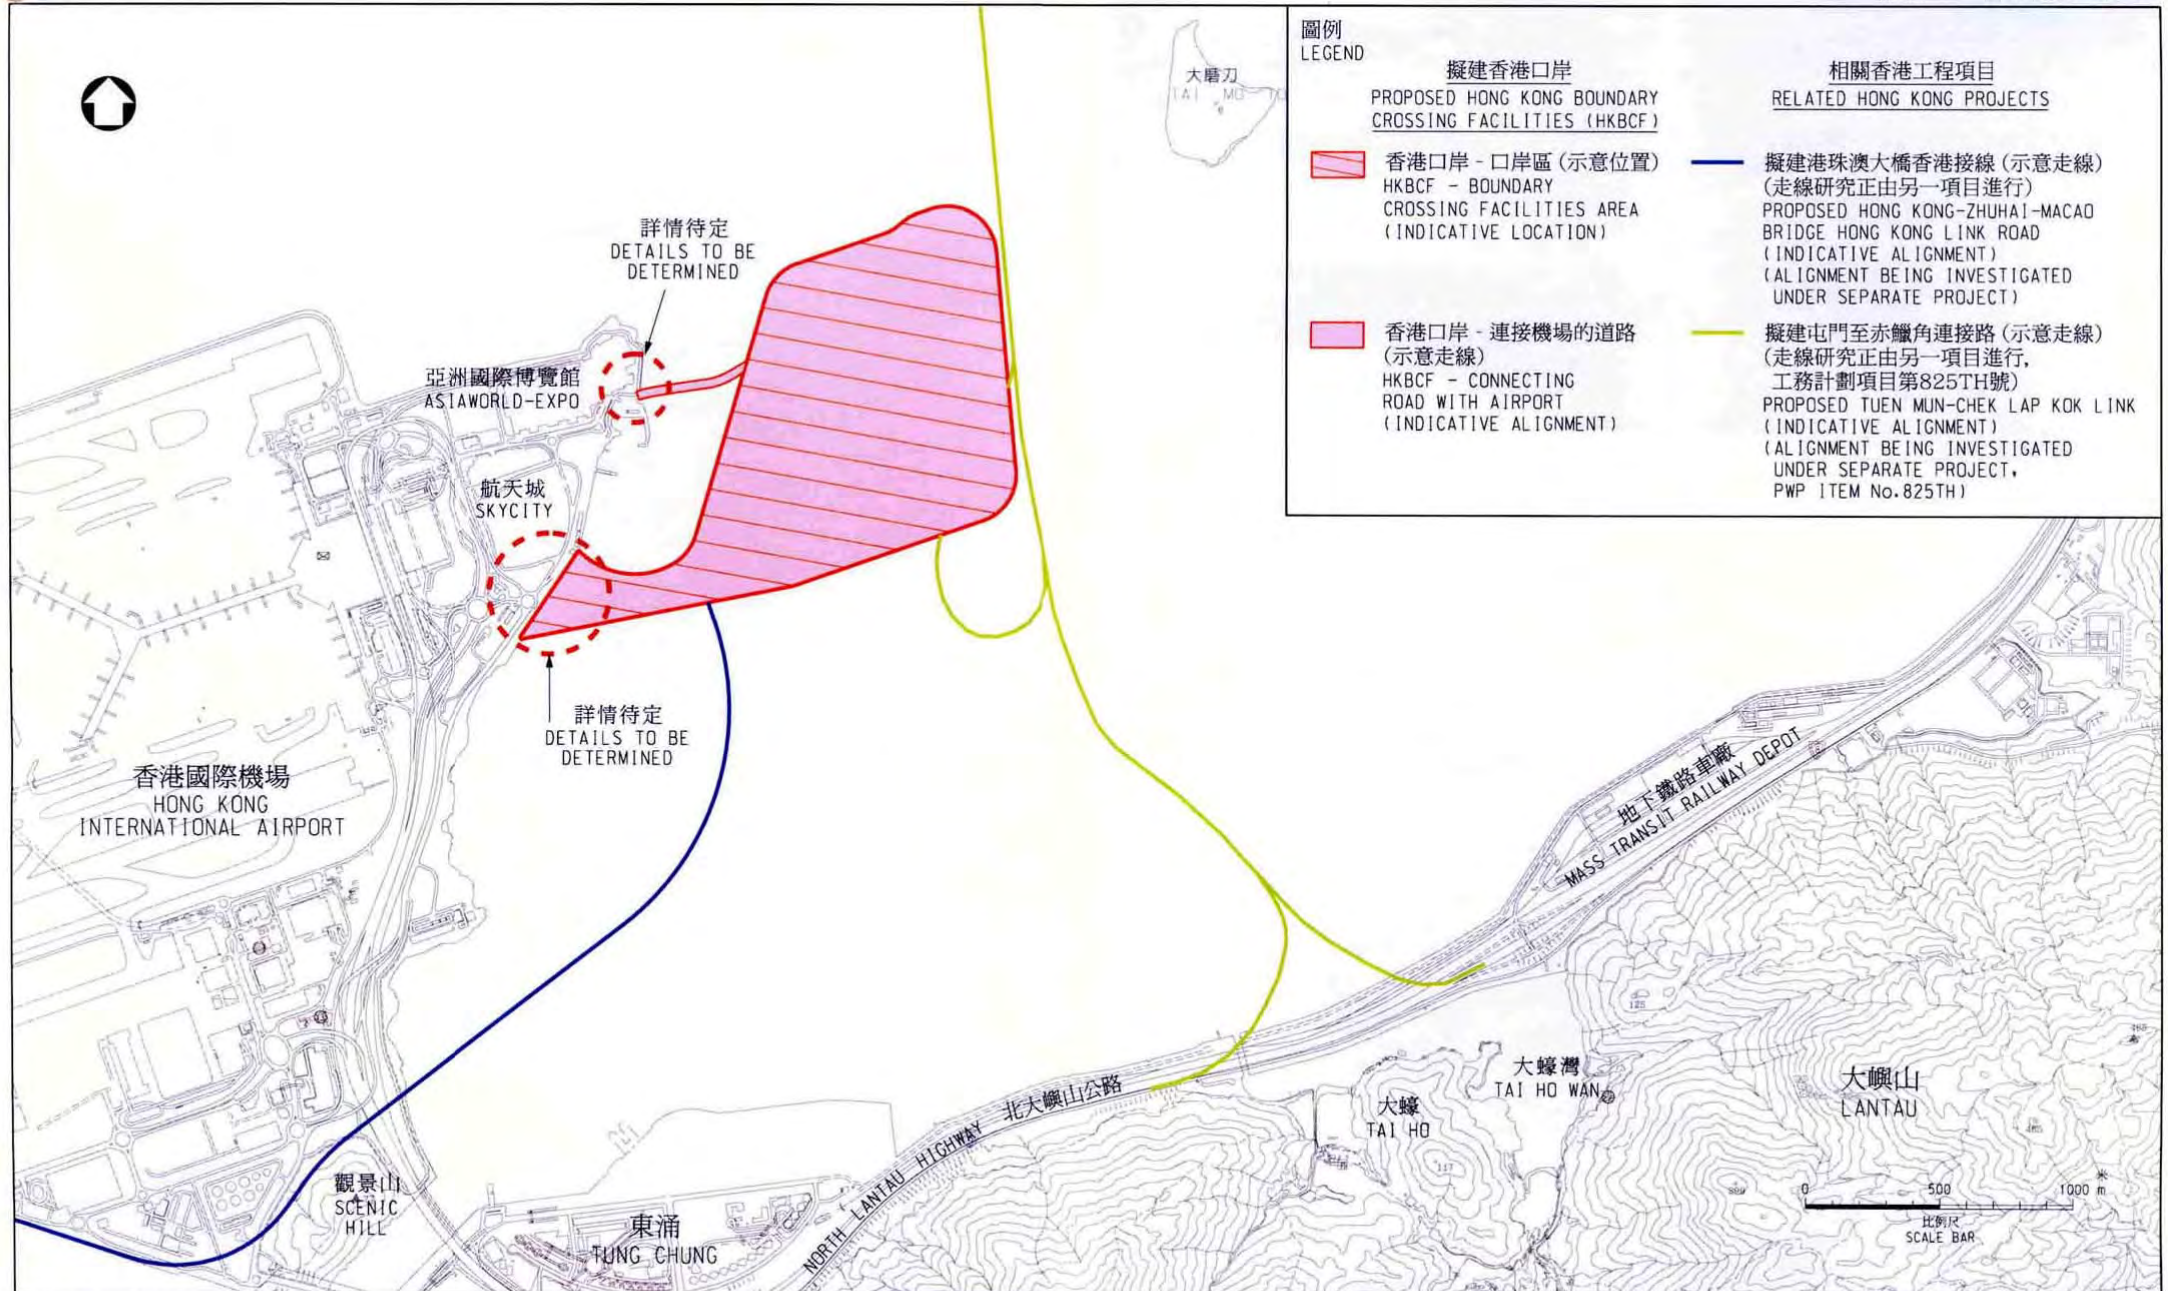 圖例
LEGEND
擬建香港口岸
PROPOSED HONG KONG BOUNDARY
CROSSING FACILITIES (HKBCF)
相關香港工程項目
RELATED HONG KONG PROJECTS
香港口岸 - 口岸區 (示意位置)
HKBCF - BOUNDARY
CROSSING FACILITIES AREA
(INDICATIVE LOCATION)
香港口岸 - 連接機場的道路
(示意走線)
HKBCF - CONNECTING
ROAD WITH AIRPORT
(INDICATIVE ALIGNMENT)
擬建港珠澳大橋香港接線 (示意走線)
(走線研究正由另一項目進行)
PROPOSED HONG KONG-ZHUHAI-MACAO
BRIDGE HONG KONG LINK ROAD
(INDICATIVE ALIGNMENT)
(ALIGNMENT BEING INVESTIGATED
UNDER SEPARATE PROJECT)
擬建屯門至赤鱲角連接路 (示意走線)
(走線研究正由另一項目進行,
工務計劃項目第825TH號)
PROPOSED TUEN MUN-CHEK LAP KOK LINK
(INDICATIVE ALIGNMENT)
(ALIGNMENT BEING INVESTIGATED
UNDER SEPARATE PROJECT,
PWP ITEM No.825TH)
大磨刀
TAI MO TO
詳情待定
DETAILS TO BE
DETERMINED
亞洲國際博覽館
ASIAWORLD-EXPO
航天城
SKYCITY
詳情待定
DETAILS TO BE
DETERMINED
香港國際機場
HONG KONG
INTERNATIONAL AIRPORT
地下鐵路車廠
MASS TRANSIT RAILWAY DEPOT
北大嶼山公路
NORTH LANTAU HIGHWAY
大蠔灣
TAI HO WAN
大蠔
TAI HO
大嶼山
LANTAU
觀景山
SCENIC
HILL
東涌
TUNG CHUNG
125
117
465
0 500 1000 米 m
比例尺
SCALE BAR